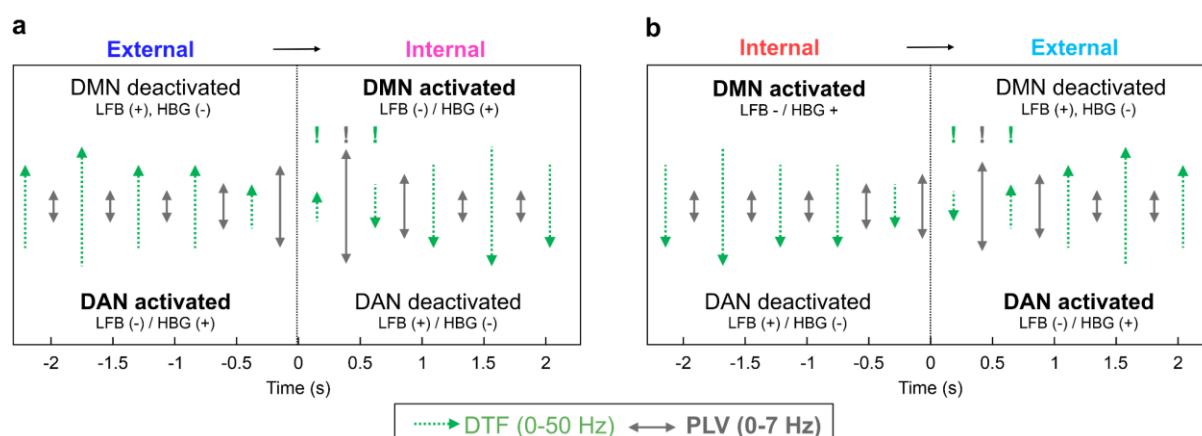 a
External → Internal
DMN deactivated
LFB (+), HBG (-)
DMN activated
LFB (-) / HBG (+)
! ! !
DAN activated
LFB (-) / HBG (+)
DAN deactivated
LFB (+) / HBG (-)
-2 -1.5 -1 -0.5 0 0.5 1 1.5 2
Time (s)
b
Internal → External
DMN activated
LFB - / HBG +
DMN deactivated
LFB (+), HBG (-)
! ! !
DAN deactivated
LFB (+) / HBG (-)
DAN activated
LFB (-) / HBG (+)
-2 -1.5 -1 -0.5 0 0.5 1 1.5 2
Time (s)
DTF (0-50 Hz) PLV (0-7 Hz)